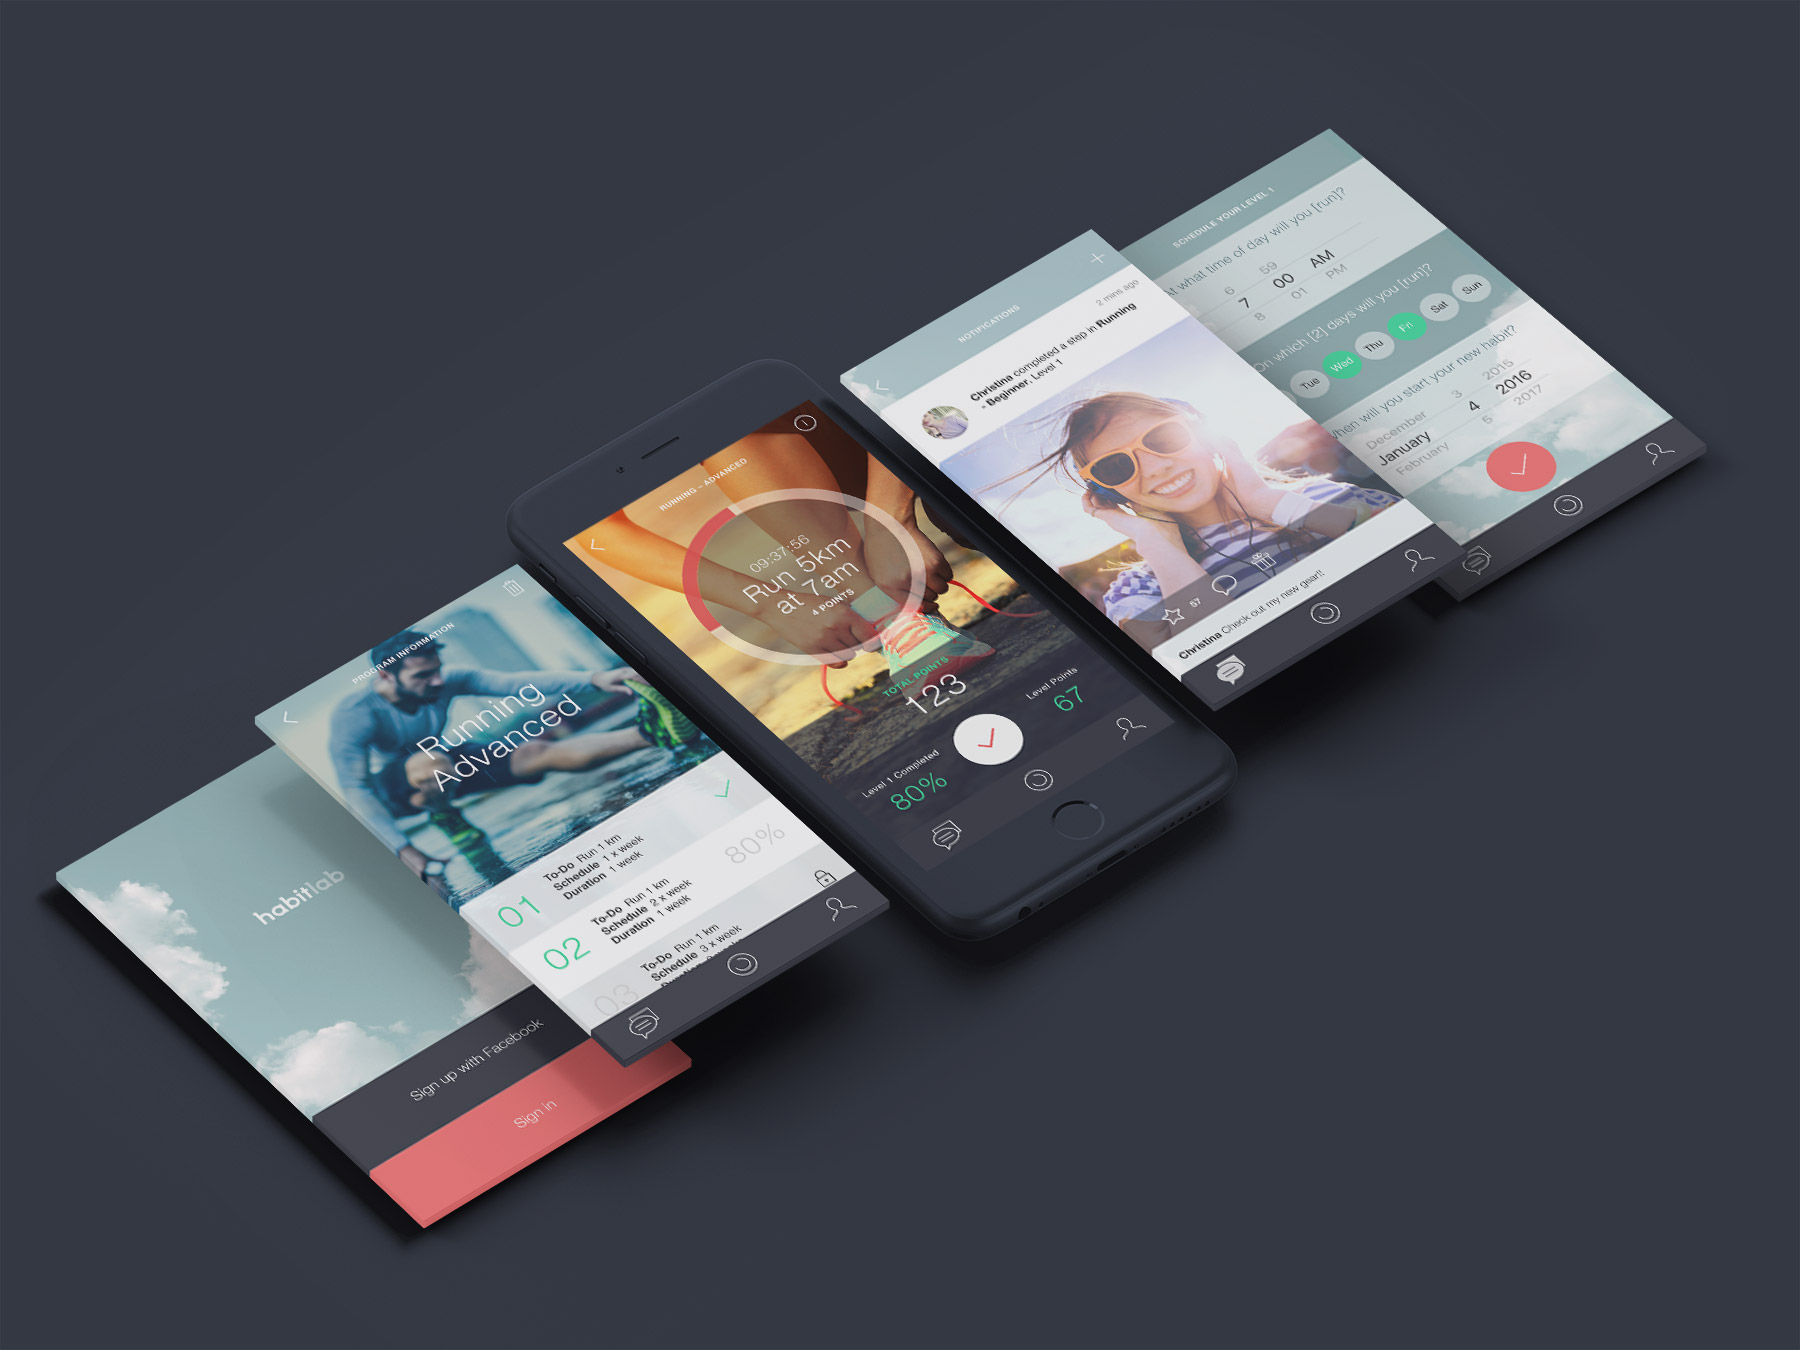 habitlab
Sign up with Facebook
Sign in
PROGRAM INFORMATION
Running
Advanced
01
To-Do Run 1 km
Schedule 1 x week
Duration 1 week
02
To-Do Run 1 km
Schedule 2 x week
Duration 1 week
80%
03
To-Do Run 1 km
Schedule 3 x week
RUNNING – ADVANCED
09:37:56
Run 5km
at 7am
4 POINTS
TOTAL POINTS
123
Level 1 Completed
80%
Level Points
67
NOTIFICATIONS
2 mins ago
Christina completed a step in Running
- Beginner, Level 1
57
Christina Check out my new gear!!
SCHEDULE YOUR LEVEL 1
At what time of day will you [run]?
6 59
7 00 AM
8 01 PM
On which [2] days will you [run]?
Tue Wed Thu Fri Sat Sun
When will you start your new habit?
December 3 2015
January 4 2016
February 5 2017